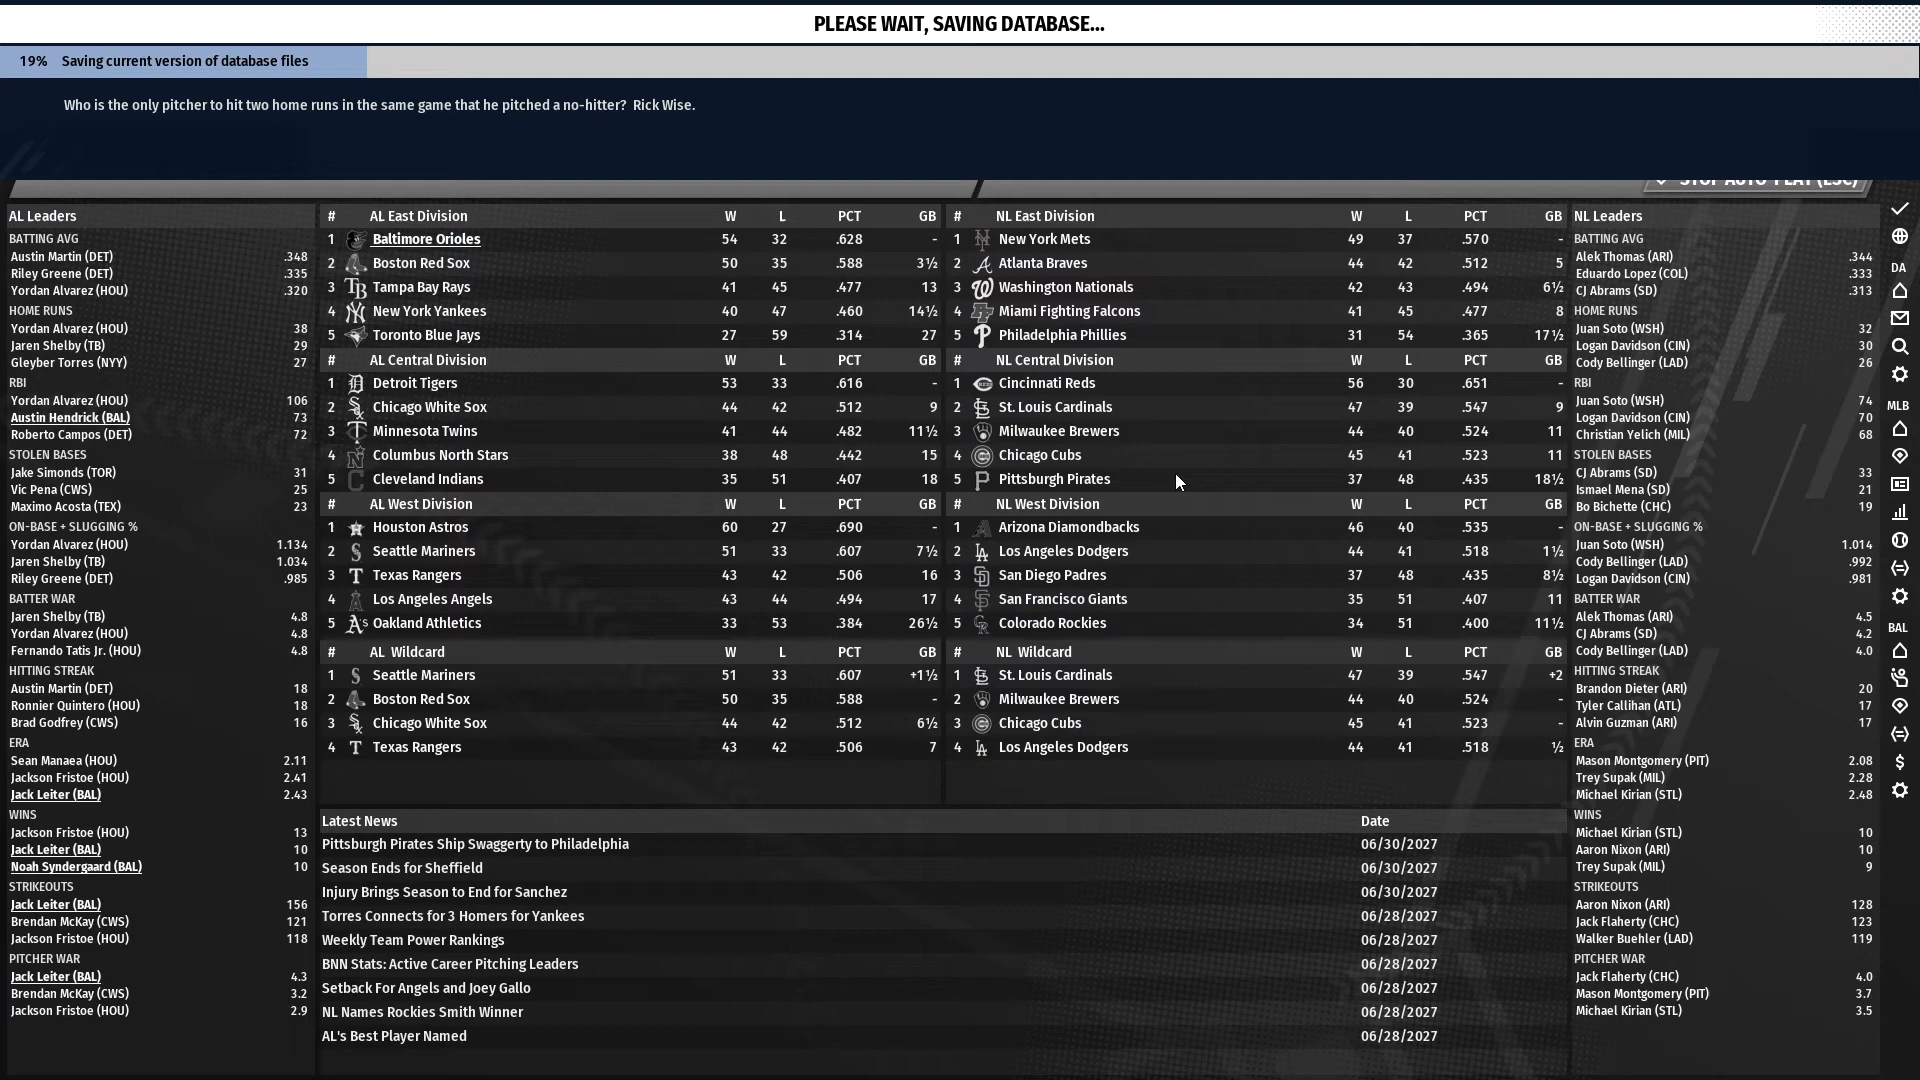 PLEASE WAIT, SAVING DATABASE...
19% Saving current version of database files
Who is the only pitcher to hit two home runs in the same game that he pitched a no-hitter? Rick Wise.
STOP AUTO-PLAY (ESC)
AL Leaders
BATTING AVG
Austin Martin (DET) .348
Riley Greene (DET) .335
Yordan Alvarez (HOU) .320
HOME RUNS
Yordan Alvarez (HOU) 38
Jaren Shelby (TB) 29
Gleyber Torres (NYY) 27
RBI
Yordan Alvarez (HOU) 106
Austin Hendrick (BAL) 73
Roberto Campos (DET) 72
STOLEN BASES
Jake Simonds (TOR) 31
Vic Pena (CWS) 25
Maximo Acosta (TEX) 23
ON-BASE + SLUGGING %
Yordan Alvarez (HOU) 1.134
Jaren Shelby (TB) 1.034
Riley Greene (DET) .985
BATTER WAR
Jaren Shelby (TB) 4.8
Yordan Alvarez (HOU) 4.8
Fernando Tatis Jr. (HOU) 4.8
HITTING STREAK
Austin Martin (DET) 18
Ronnier Quintero (HOU) 18
Brad Godfrey (CWS) 16
ERA
Sean Manaea (HOU) 2.11
Jackson Fristoe (HOU) 2.41
Jack Leiter (BAL) 2.43
WINS
Jackson Fristoe (HOU) 13
Jack Leiter (BAL) 10
Noah Syndergaard (BAL) 10
STRIKEOUTS
Jack Leiter (BAL) 156
Brendan McKay (CWS) 121
Jackson Fristoe (HOU) 118
PITCHER WAR
Jack Leiter (BAL) 4.3
Brendan McKay (CWS) 3.2
Jackson Fristoe (HOU) 2.9
# AL East Division W L PCT GB
1 Baltimore Orioles 54 32 .628 -
2 Boston Red Sox 50 35 .588 3½
3 Tampa Bay Rays 41 45 .477 13
4 New York Yankees 40 47 .460 14½
5 Toronto Blue Jays 27 59 .314 27
# AL Central Division W L PCT GB
1 Detroit Tigers 53 33 .616 -
2 Chicago White Sox 44 42 .512 9
3 Minnesota Twins 41 44 .482 11½
4 Columbus North Stars 38 48 .442 15
5 Cleveland Indians 35 51 .407 18
# AL West Division W L PCT GB
1 Houston Astros 60 27 .690 -
2 Seattle Mariners 51 33 .607 7½
3 Texas Rangers 43 42 .506 16
4 Los Angeles Angels 43 44 .494 17
5 Oakland Athletics 33 53 .384 26½
# AL Wildcard W L PCT GB
1 Seattle Mariners 51 33 .607 +1½
2 Boston Red Sox 50 35 .588 -
3 Chicago White Sox 44 42 .512 6½
4 Texas Rangers 43 42 .506 7
# NL East Division W L PCT GB
1 New York Mets 49 37 .570 -
2 Atlanta Braves 44 42 .512 5
3 Washington Nationals 42 43 .494 6½
4 Miami Fighting Falcons 41 45 .477 8
5 Philadelphia Phillies 31 54 .365 17½
# NL Central Division W L PCT GB
1 Cincinnati Reds 56 30 .651 -
2 St. Louis Cardinals 47 39 .547 9
3 Milwaukee Brewers 44 40 .524 11
4 Chicago Cubs 45 41 .523 11
5 Pittsburgh Pirates 37 48 .435 18½
# NL West Division W L PCT GB
1 Arizona Diamondbacks 46 40 .535 -
2 Los Angeles Dodgers 44 41 .518 1½
3 San Diego Padres 37 48 .435 8½
4 San Francisco Giants 35 51 .407 11
5 Colorado Rockies 34 51 .400 11½
# NL Wildcard W L PCT GB
1 St. Louis Cardinals 47 39 .547 +2
2 Milwaukee Brewers 44 40 .524 -
3 Chicago Cubs 45 41 .523 -
4 Los Angeles Dodgers 44 41 .518 ½
Latest News Date
Pittsburgh Pirates Ship Swaggerty to Philadelphia 06/30/2027
Season Ends for Sheffield 06/30/2027
Injury Brings Season to End for Sanchez 06/30/2027
Torres Connects for 3 Homers for Yankees 06/28/2027
Weekly Team Power Rankings 06/28/2027
BNN Stats: Active Career Pitching Leaders 06/28/2027
Setback For Angels and Joey Gallo 06/28/2027
NL Names Rockies Smith Winner 06/28/2027
AL's Best Player Named 06/28/2027
NL Leaders
BATTING AVG
Alek Thomas (ARI) .344
Eduardo Lopez (COL) .333
CJ Abrams (SD) .313
HOME RUNS
Juan Soto (WSH) 32
Logan Davidson (CIN) 30
Cody Bellinger (LAD) 26
RBI
Juan Soto (WSH) 74
Logan Davidson (CIN) 70
Christian Yelich (MIL) 68
STOLEN BASES
CJ Abrams (SD) 33
Ismael Mena (SD) 21
Bo Bichette (CHC) 19
ON-BASE + SLUGGING %
Juan Soto (WSH) 1.014
Cody Bellinger (LAD) .992
Logan Davidson (CIN) .981
BATTER WAR
Alek Thomas (ARI) 4.5
CJ Abrams (SD) 4.2
Cody Bellinger (LAD) 4.0
HITTING STREAK
Brandon Dieter (ARI) 20
Tyler Callihan (ATL) 17
Alvin Guzman (ARI) 17
ERA
Mason Montgomery (PIT) 2.08
Trey Supak (MIL) 2.28
Michael Kirian (STL) 2.48
WINS
Michael Kirian (STL) 10
Aaron Nixon (ARI) 10
Trey Supak (MIL) 9
STRIKEOUTS
Aaron Nixon (ARI) 128
Jack Flaherty (CHC) 123
Walker Buehler (LAD) 119
PITCHER WAR
Jack Flaherty (CHC) 4.0
Mason Montgomery (PIT) 3.7
Michael Kirian (STL) 3.5
DA
MLB
BAL